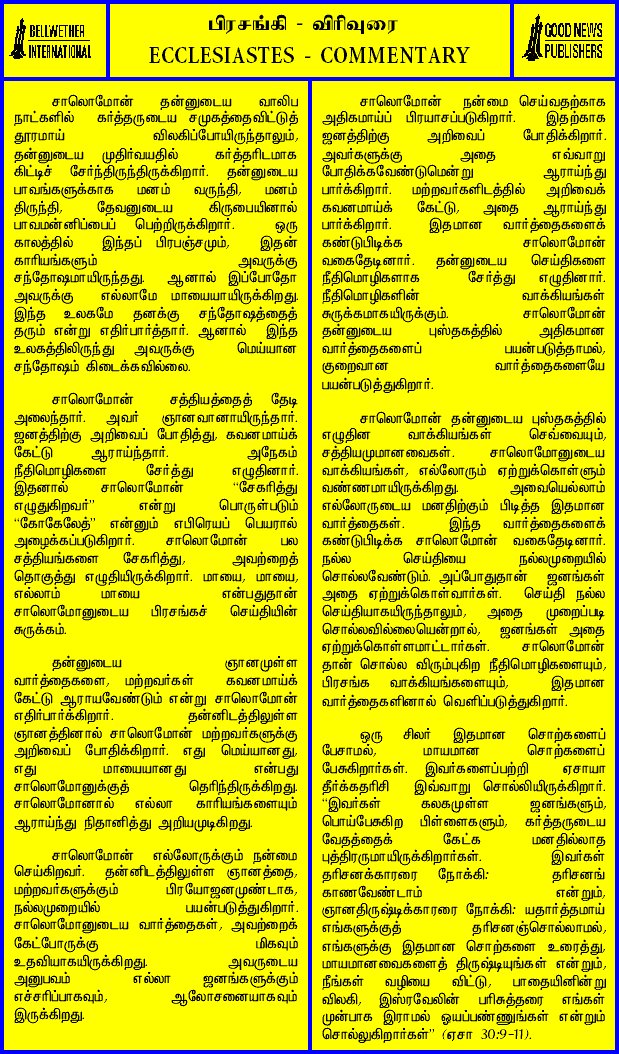 BELLWETHER
INTERNATIONAL
பிரசங்கி - விரிவுரை
ECCLESIASTES - COMMENTARY
GOOD NEWS
PUBLISHERS
சாலொமோன் தன்னுடைய வாலிப
நாட்களில் கர்த்தருடைய சமுகத்தைவிட்டுத்
தூரமாய் விலகிப்போயிருந்தாலும்,
தன்னுடைய முதிர்வயதில் கர்த்தரிடமாக
கிட்டிச் சேர்ந்திருந்திருக்கிறார். தன்னுடைய
பாவங்களுக்காக மனம் வருந்தி, மனம்
திருந்தி, தேவனுடைய கிருபையினால்
பாவமன்னிப்பைப் பெற்றிருக்கிறார். ஒரு
காலத்தில் இந்தப் பிரபஞ்சமும், இதன்
காரியங்களும் அவருக்கு
சந்தோஷமாயிருந்தது. ஆனால் இப்போதோ
அவருக்கு எல்லாமே மாயையாயிருக்கிறது.
இந்த உலகமே தனக்கு சந்தோஷத்தைத்
தரும் என்று எதிர்பார்த்தார். ஆனால் இந்த
உலகத்திலிருந்து அவருக்கு மெய்யான
சந்தோஷம் கிடைக்கவில்லை.
சாலொமோன் சத்தியத்தைத் தேடி
அலைந்தார். அவர் ஞானவானாயிருந்தார்.
ஜனத்திற்கு அறிவைப் போதித்து, கவனமாய்க்
கேட்டு ஆராய்ந்தார். அநேகம்
நீதிமொழிகளை சேர்த்து எழுதினார்.
இதனால் சாலொமோன் “சேகரித்து
எழுதுகிறவர்” என்று பொருள்படும்
“கோகேலேத்” என்னும் எபிரெயப் பெயரால்
அழைக்கப்படுகிறார். சாலொமோன் பல
சத்தியங்களை சேகரித்து, அவற்றைத்
தொகுத்து எழுதியிருக்கிறார். மாயை, மாயை,
எல்லாம் மாயை என்பதுதான்
சாலொமோனுடைய பிரசங்கச் செய்தியின்
சுருக்கம்.
தன்னுடைய ஞானமுள்ள
வார்த்தைகளை, மற்றவர்கள் கவனமாய்க்
கேட்டு ஆராயவேண்டும் என்று சாலொமோன்
எதிர்பார்க்கிறார். தன்னிடத்திலுள்ள
ஞானத்தினால் சாலொமோன் மற்றவர்களுக்கு
அறிவைப் போதிக்கிறார். எது மெய்யானது,
எது மாயையானது என்பது
சாலொமோனுக்குத் தெரிந்திருக்கிறது.
சாலொமோனால் எல்லா காரியங்களையும்
ஆராய்ந்து நிதானித்து அறியமுடிகிறது.
சாலொமோன் எல்லோருக்கும் நன்மை
செய்கிறவர். தன்னிடத்திலுள்ள ஞானத்தை,
மற்றவர்களுக்கும் பிரயோஜனமுண்டாக,
நல்லமுறையில் பயன்படுத்துகிறார்.
சாலொமோனுடைய வார்த்தைகள், அவற்றைக்
கேட்போருக்கு மிகவும்
உதவியாகயிருக்கிறது. அவருடைய
அனுபவம் எல்லா ஜனங்களுக்கும்
எச்சரிப்பாகவும், ஆலோசனையாகவும்
இருக்கிறது.
சாலொமோன் நன்மை செய்வதற்காக
அதிகமாய்ப் பிரயாசப்படுகிறார். இதற்காக
ஜனத்திற்கு அறிவைப் போதிக்கிறார்.
அவர்களுக்கு அதை எவ்வாறு
போதிக்கவேண்டுமென்று ஆராய்ந்து
பார்க்கிறார். மற்றவர்களிடத்தில் அறிவைக்
கவனமாய்க் கேட்டு, அதை ஆராய்ந்து
பார்க்கிறார். இதமான வார்த்தைகளைக்
கண்டுபிடிக்க சாலொமோன்
வகைதேடினார். தன்னுடைய செய்திகளை
நீதிமொழிகளாக சேர்த்து எழுதினார்.
நீதிமொழிகளின் வாக்கியங்கள்
சுருக்கமாகயிருக்கும். சாலொமோன்
தன்னுடைய புஸ்தகத்தில் அதிகமான
வார்த்தைகளைப் பயன்படுத்தாமல்,
குறைவான வார்த்தைகளையே
பயன்படுத்துகிறார்.
சாலொமோன் தன்னுடைய புஸ்தகத்தில்
எழுதின வாக்கியங்கள் செவ்வையும்,
சத்தியமுமானவைகள். சாலொமோனுடைய
வாக்கியங்கள், எல்லோரும் ஏற்றுக்கொள்ளும்
வண்ணமாயிருக்கிறது. அவையெல்லாம்
எல்லோருடைய மனதிற்கும் பிடித்த இதமான
வார்த்தைகள். இந்த வார்த்தைகளைக்
கண்டுபிடிக்க சாலொமோன் வகைதேடினார்.
நல்ல செய்தியை நல்லமுறையில்
சொல்லவேண்டும். அப்போதுதான் ஜனங்கள்
அதை ஏற்றுக்கொள்வார்கள். செய்தி நல்ல
செய்தியாகயிருந்தாலும், அதை முறைப்படி
சொல்லவில்லையென்றால், ஜனங்கள் அதை
ஏற்றுக்கொள்ளமாட்டார்கள். சாலொமோன்
தான் சொல்ல விரும்புகிற நீதிமொழிகளையும்,
பிரசங்க வாக்கியங்களையும், இதமான
வார்த்தைகளினால் வெளிப்படுத்துகிறார்.
ஒரு சிலர் இதமான சொற்களைப்
பேசாமல், மாயமான சொற்களைப்
பேசுகிறார்கள். இவர்களைப்பற்றி ஏசாயா
தீர்க்கதரிசி இவ்வாறு சொல்லியிருக்கிறார்.
“இவர்கள் கலகமுள்ள ஜனங்களும்,
பொய்பேசுகிற பிள்ளைகளும், கர்த்தருடைய
வேதத்தைக் கேட்க மனதில்லாத
புத்திரருமாயிருக்கிறார்கள். இவர்கள்
தரிசனக்காரரை நோக்கி: தரிசனங்
காணவேண்டாம் என்றும்,
ஞானதிருஷ்டிக்காரரை நோக்கி: யதார்த்தமாய்
எங்களுக்குத் தரிசனஞ்சொல்லாமல்,
எங்களுக்கு இதமான சொற்களை உரைத்து,
மாயமானவைகளைத் திருஷ்டியுங்கள் என்றும்,
நீங்கள் வழியை விட்டு, பாதையினின்று
விலகி, இஸ்ரவேலின் பரிசுத்தரை எங்கள்
முன்பாக இராமல் ஓயப்பண்ணுங்கள் என்றும்
சொல்லுகிறார்கள்” (ஏசா 30:9-11).